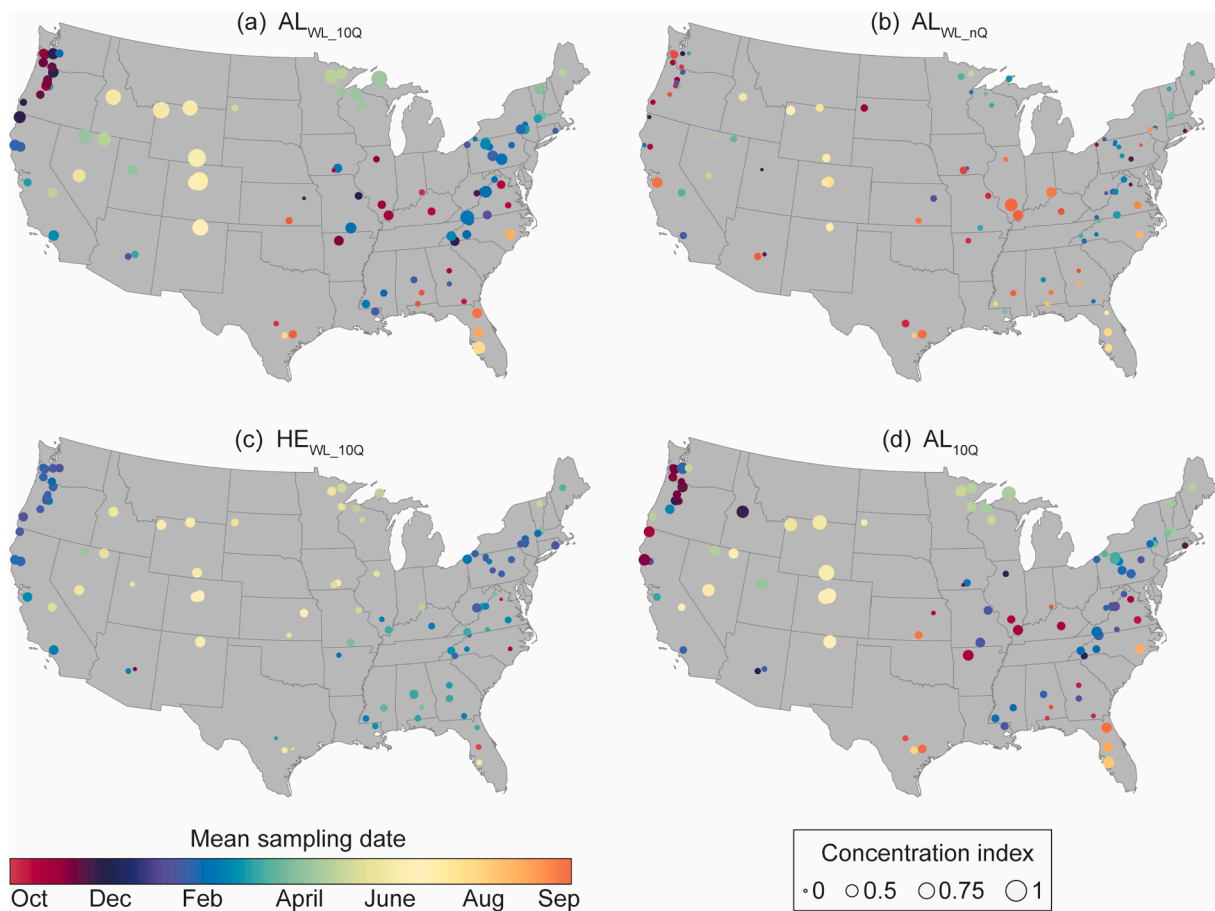 (a) AL_WL_10Q
(b) AL_WL_nQ
(c) HE_WL_10Q
(d) AL_10Q
Mean sampling date
Oct Dec Feb April June Aug Sep
Concentration index
0 0.5 0.75 1